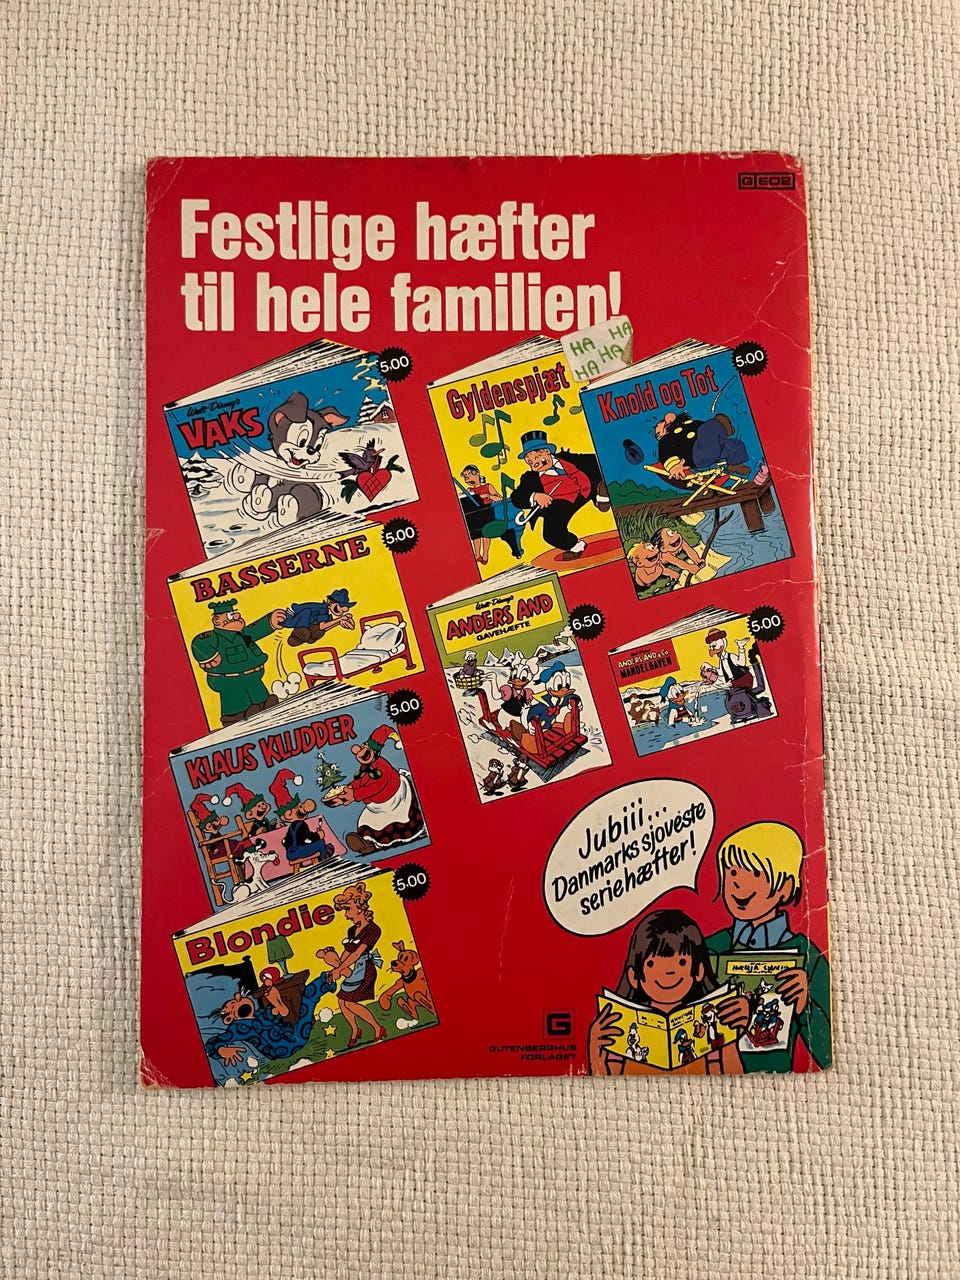 G 602
Festlige hæfter
til hele familien!
HA HA
HA HA
Walt Disney's
VAKS
5.00
Gyldenspjæt
Knold og Tot
5.00
BASSERNE
5.00
Walt Disney's
ANDERS AND
GAVEHÆFTE
6.50
ANDERS AND & CO
MANDELGAVEN
5.00
KLAUS KLUDDER
5.00
Blondie
5.00
Jubiii...
Danmarks sjoveste
seriehæfter!
G
GUTENBERGHUS
FORLAGET